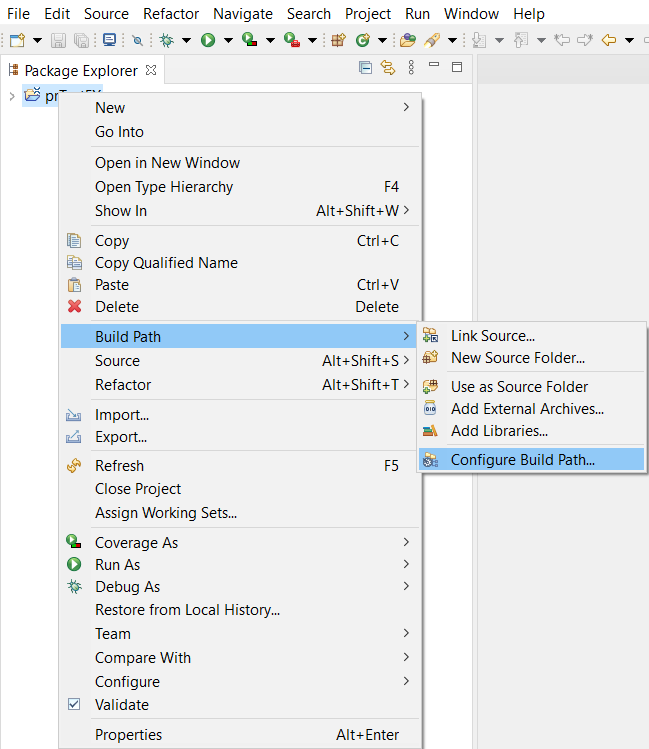 File Edit Source Refactor Navigate Search Project Run Window Help
Package Explorer
New
Go Into
Open in New Window
Open Type Hierarchy F4
Show In Alt+Shift+W
Copy Ctrl+C
Copy Qualified Name
Paste Ctrl+V
Delete Delete
Build Path
Source Alt+Shift+S
Refactor Alt+Shift+T
Import...
Export...
Refresh F5
Close Project
Assign Working Sets...
Coverage As
Run As
Debug As
Restore from Local History...
Team
Compare With
Configure
Validate
Properties Alt+Enter
Link Source...
New Source Folder...
Use as Source Folder
Add External Archives...
Add Libraries...
Configure Build Path...